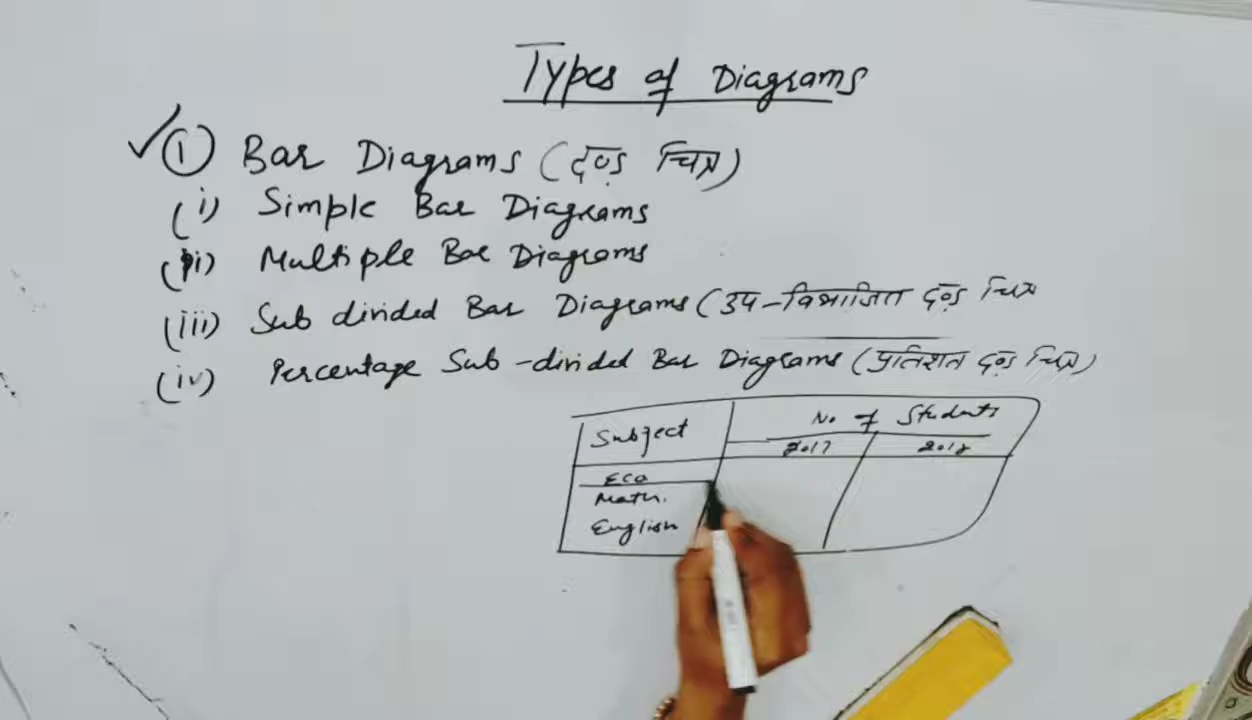 Types of Diagrams
✓ ① Bar Diagrams (दण्ड चित्र)
(i) Simple Bar Diagrams
(ii) Multiple Bar Diagrams
(iii) Sub divided Bar Diagrams (उप-विभाजित दण्ड चित्र
(iv) Percentage Sub-divided Bar Diagrams (प्रतिशत दण्ड चित्र)
Subject No of Students
2017 2018
ECO
Math.
English